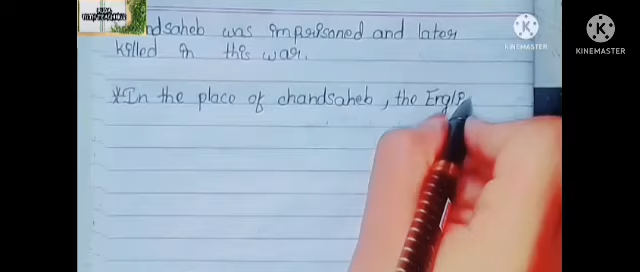 ndsaheb was imprisoned and later
killed in this war.
*In the place of chandsaheb, the Engli
KINEMASTER
KINEMASTER